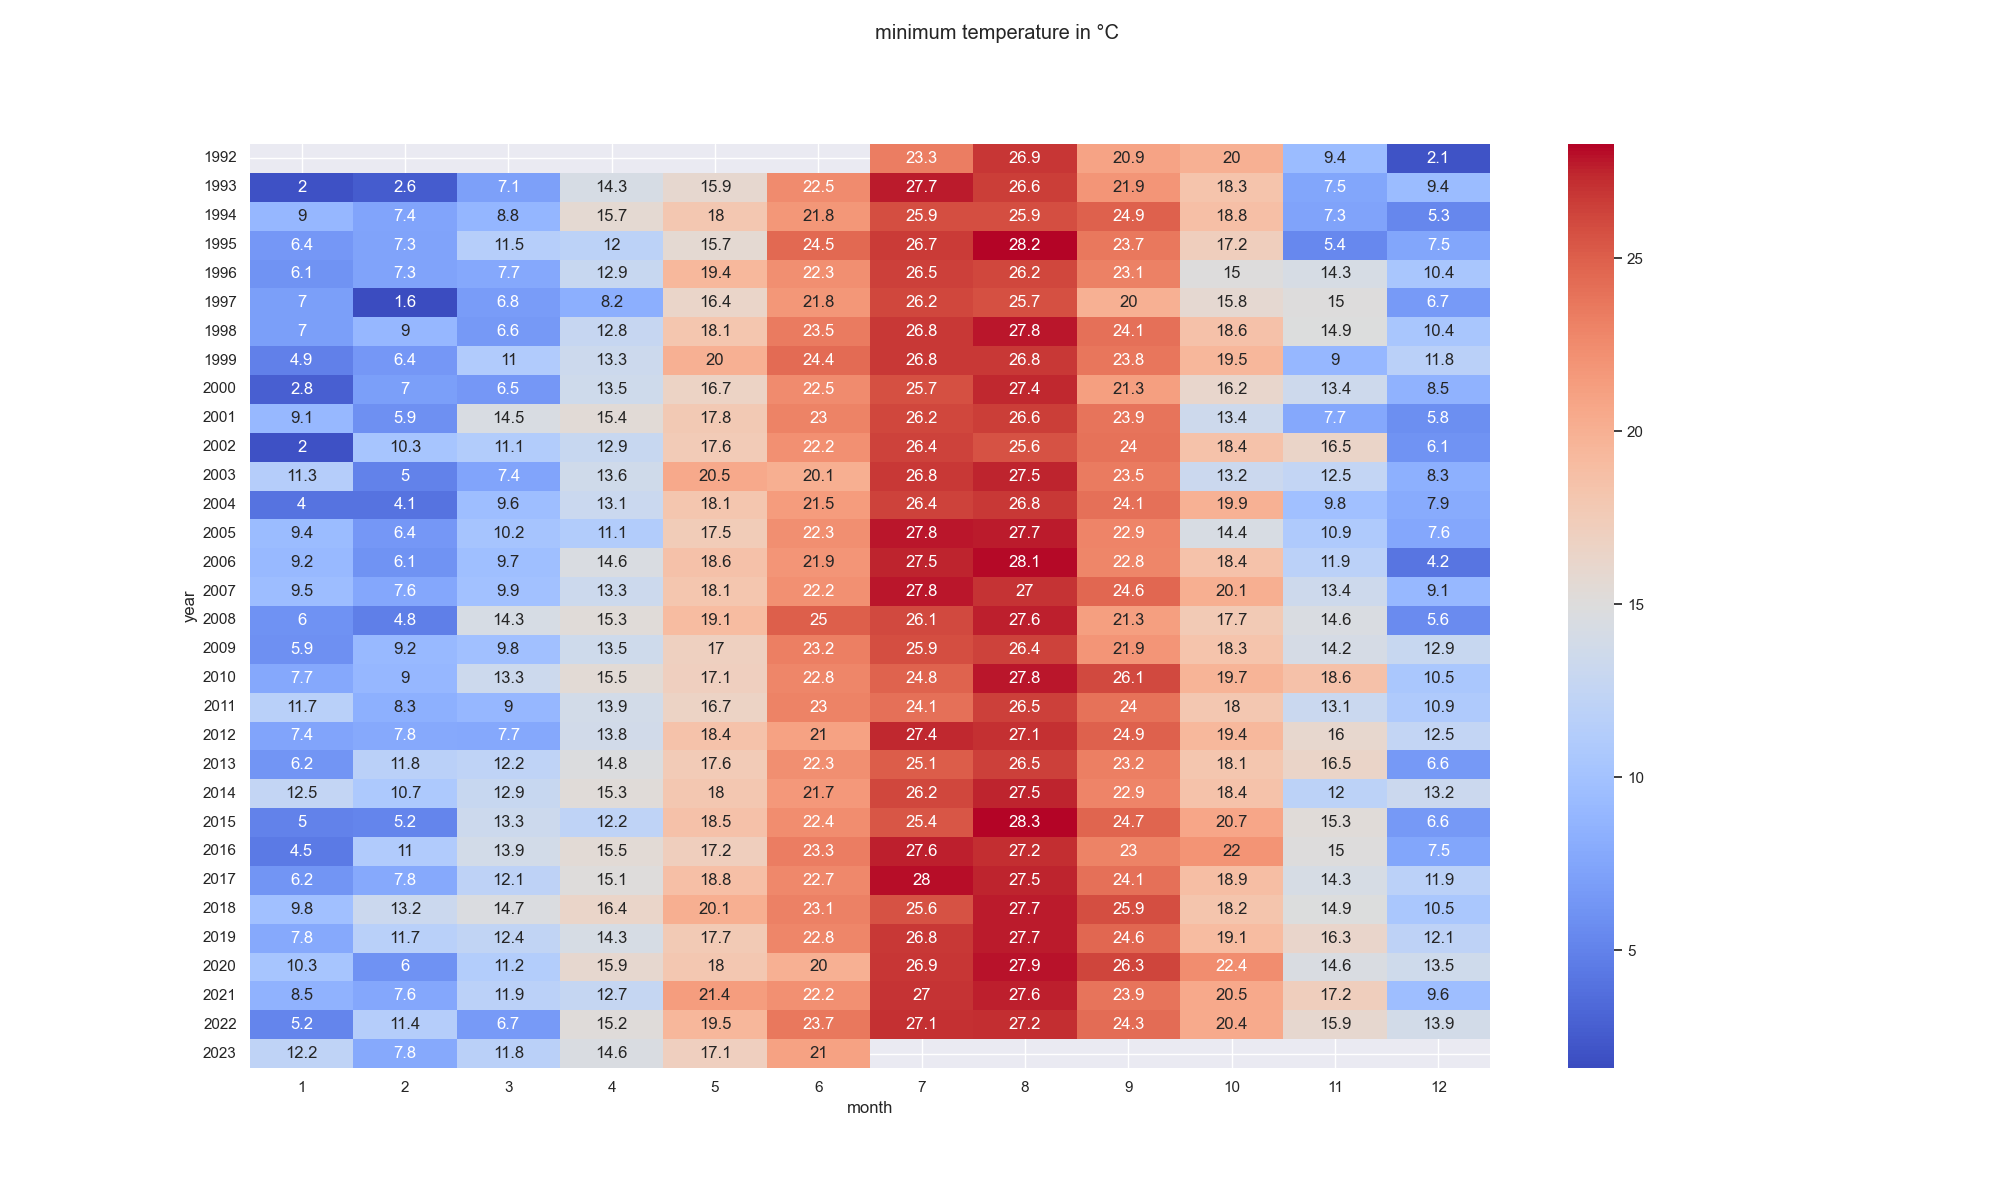 minimum temperature in °C
1992 23.3 26.9 20.9 20 9.4 2.1
1993 2 2.6 7.1 14.3 15.9 22.5 27.7 26.6 21.9 18.3 7.5 9.4
1994 9 7.4 8.8 15.7 18 21.8 25.9 25.9 24.9 18.8 7.3 5.3
1995 6.4 7.3 11.5 12 15.7 24.5 26.7 28.2 23.7 17.2 5.4 7.5
25
1996 6.1 7.3 7.7 12.9 19.4 22.3 26.5 26.2 23.1 15 14.3 10.4
1997 7 1.6 6.8 8.2 16.4 21.8 26.2 25.7 20 15.8 15 6.7
1998 7 9 6.6 12.8 18.1 23.5 26.8 27.8 24.1 18.6 14.9 10.4
1999 4.9 6.4 11 13.3 20 24.4 26.8 26.8 23.8 19.5 9 11.8
2000 2.8 7 6.5 13.5 16.7 22.5 25.7 27.4 21.3 16.2 13.4 8.5
2001 9.1 5.9 14.5 15.4 17.8 23 26.2 26.6 23.9 13.4 7.7 5.8
20
2002 2 10.3 11.1 12.9 17.6 22.2 26.4 25.6 24 18.4 16.5 6.1
2003 11.3 5 7.4 13.6 20.5 20.1 26.8 27.5 23.5 13.2 12.5 8.3
2004 4 4.1 9.6 13.1 18.1 21.5 26.4 26.8 24.1 19.9 9.8 7.9
2005 9.4 6.4 10.2 11.1 17.5 22.3 27.8 27.7 22.9 14.4 10.9 7.6
2006 9.2 6.1 9.7 14.6 18.6 21.9 27.5 28.1 22.8 18.4 11.9 4.2
2007 9.5 7.6 9.9 13.3 18.1 22.2 27.8 27 24.6 20.1 13.4 9.1
year
15
2008 6 4.8 14.3 15.3 19.1 25 26.1 27.6 21.3 17.7 14.6 5.6
2009 5.9 9.2 9.8 13.5 17 23.2 25.9 26.4 21.9 18.3 14.2 12.9
2010 7.7 9 13.3 15.5 17.1 22.8 24.8 27.8 26.1 19.7 18.6 10.5
2011 11.7 8.3 9 13.9 16.7 23 24.1 26.5 24 18 13.1 10.9
2012 7.4 7.8 7.7 13.8 18.4 21 27.4 27.1 24.9 19.4 16 12.5
2013 6.2 11.8 12.2 14.8 17.6 22.3 25.1 26.5 23.2 18.1 16.5 6.6
10
2014 12.5 10.7 12.9 15.3 18 21.7 26.2 27.5 22.9 18.4 12 13.2
2015 5 5.2 13.3 12.2 18.5 22.4 25.4 28.3 24.7 20.7 15.3 6.6
2016 4.5 11 13.9 15.5 17.2 23.3 27.6 27.2 23 22 15 7.5
2017 6.2 7.8 12.1 15.1 18.8 22.7 28 27.5 24.1 18.9 14.3 11.9
2018 9.8 13.2 14.7 16.4 20.1 23.1 25.6 27.7 25.9 18.2 14.9 10.5
2019 7.8 11.7 12.4 14.3 17.7 22.8 26.8 27.7 24.6 19.1 16.3 12.1
5
2020 10.3 6 11.2 15.9 18 20 26.9 27.9 26.3 22.4 14.6 13.5
2021 8.5 7.6 11.9 12.7 21.4 22.2 27 27.6 23.9 20.5 17.2 9.6
2022 5.2 11.4 6.7 15.2 19.5 23.7 27.1 27.2 24.3 20.4 15.9 13.9
2023 12.2 7.8 11.8 14.6 17.1 21
1 2 3 4 5 6 7 8 9 10 11 12
month